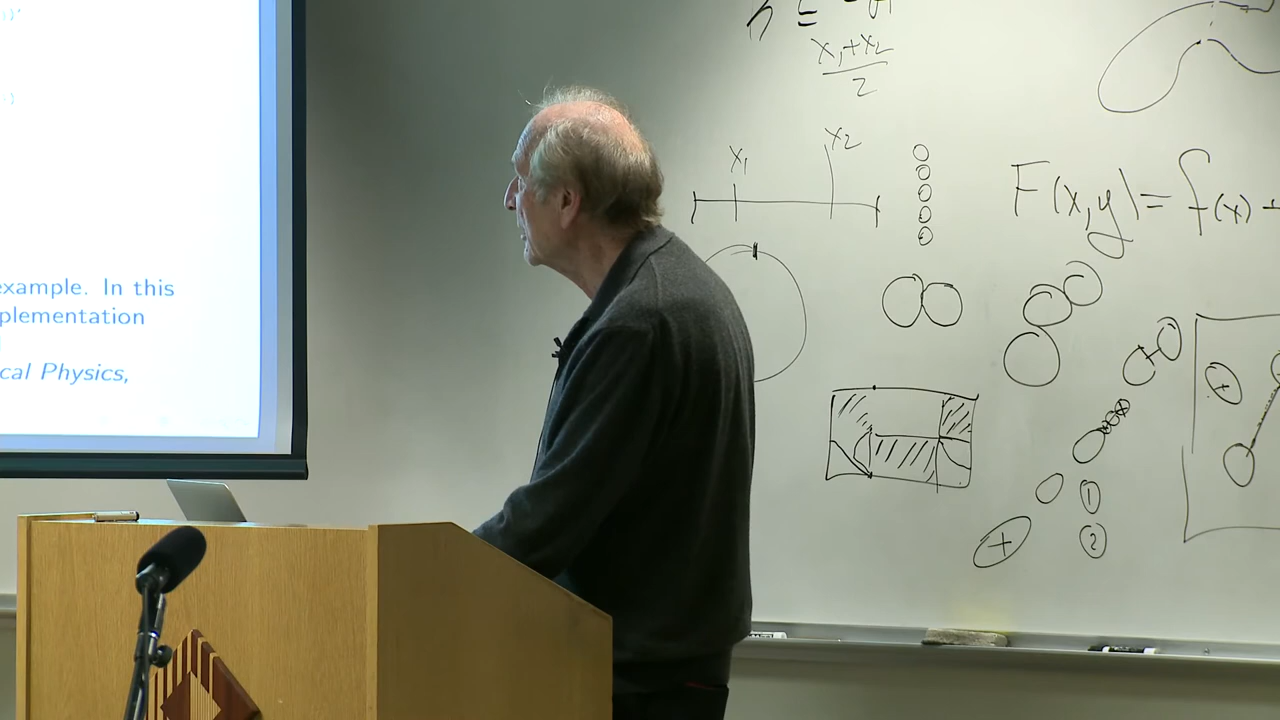 example. In this
plementation
cal Physics,
x1+x2
2
x1
x2
F(x,y)=f(x)+
+
+
1
2
+